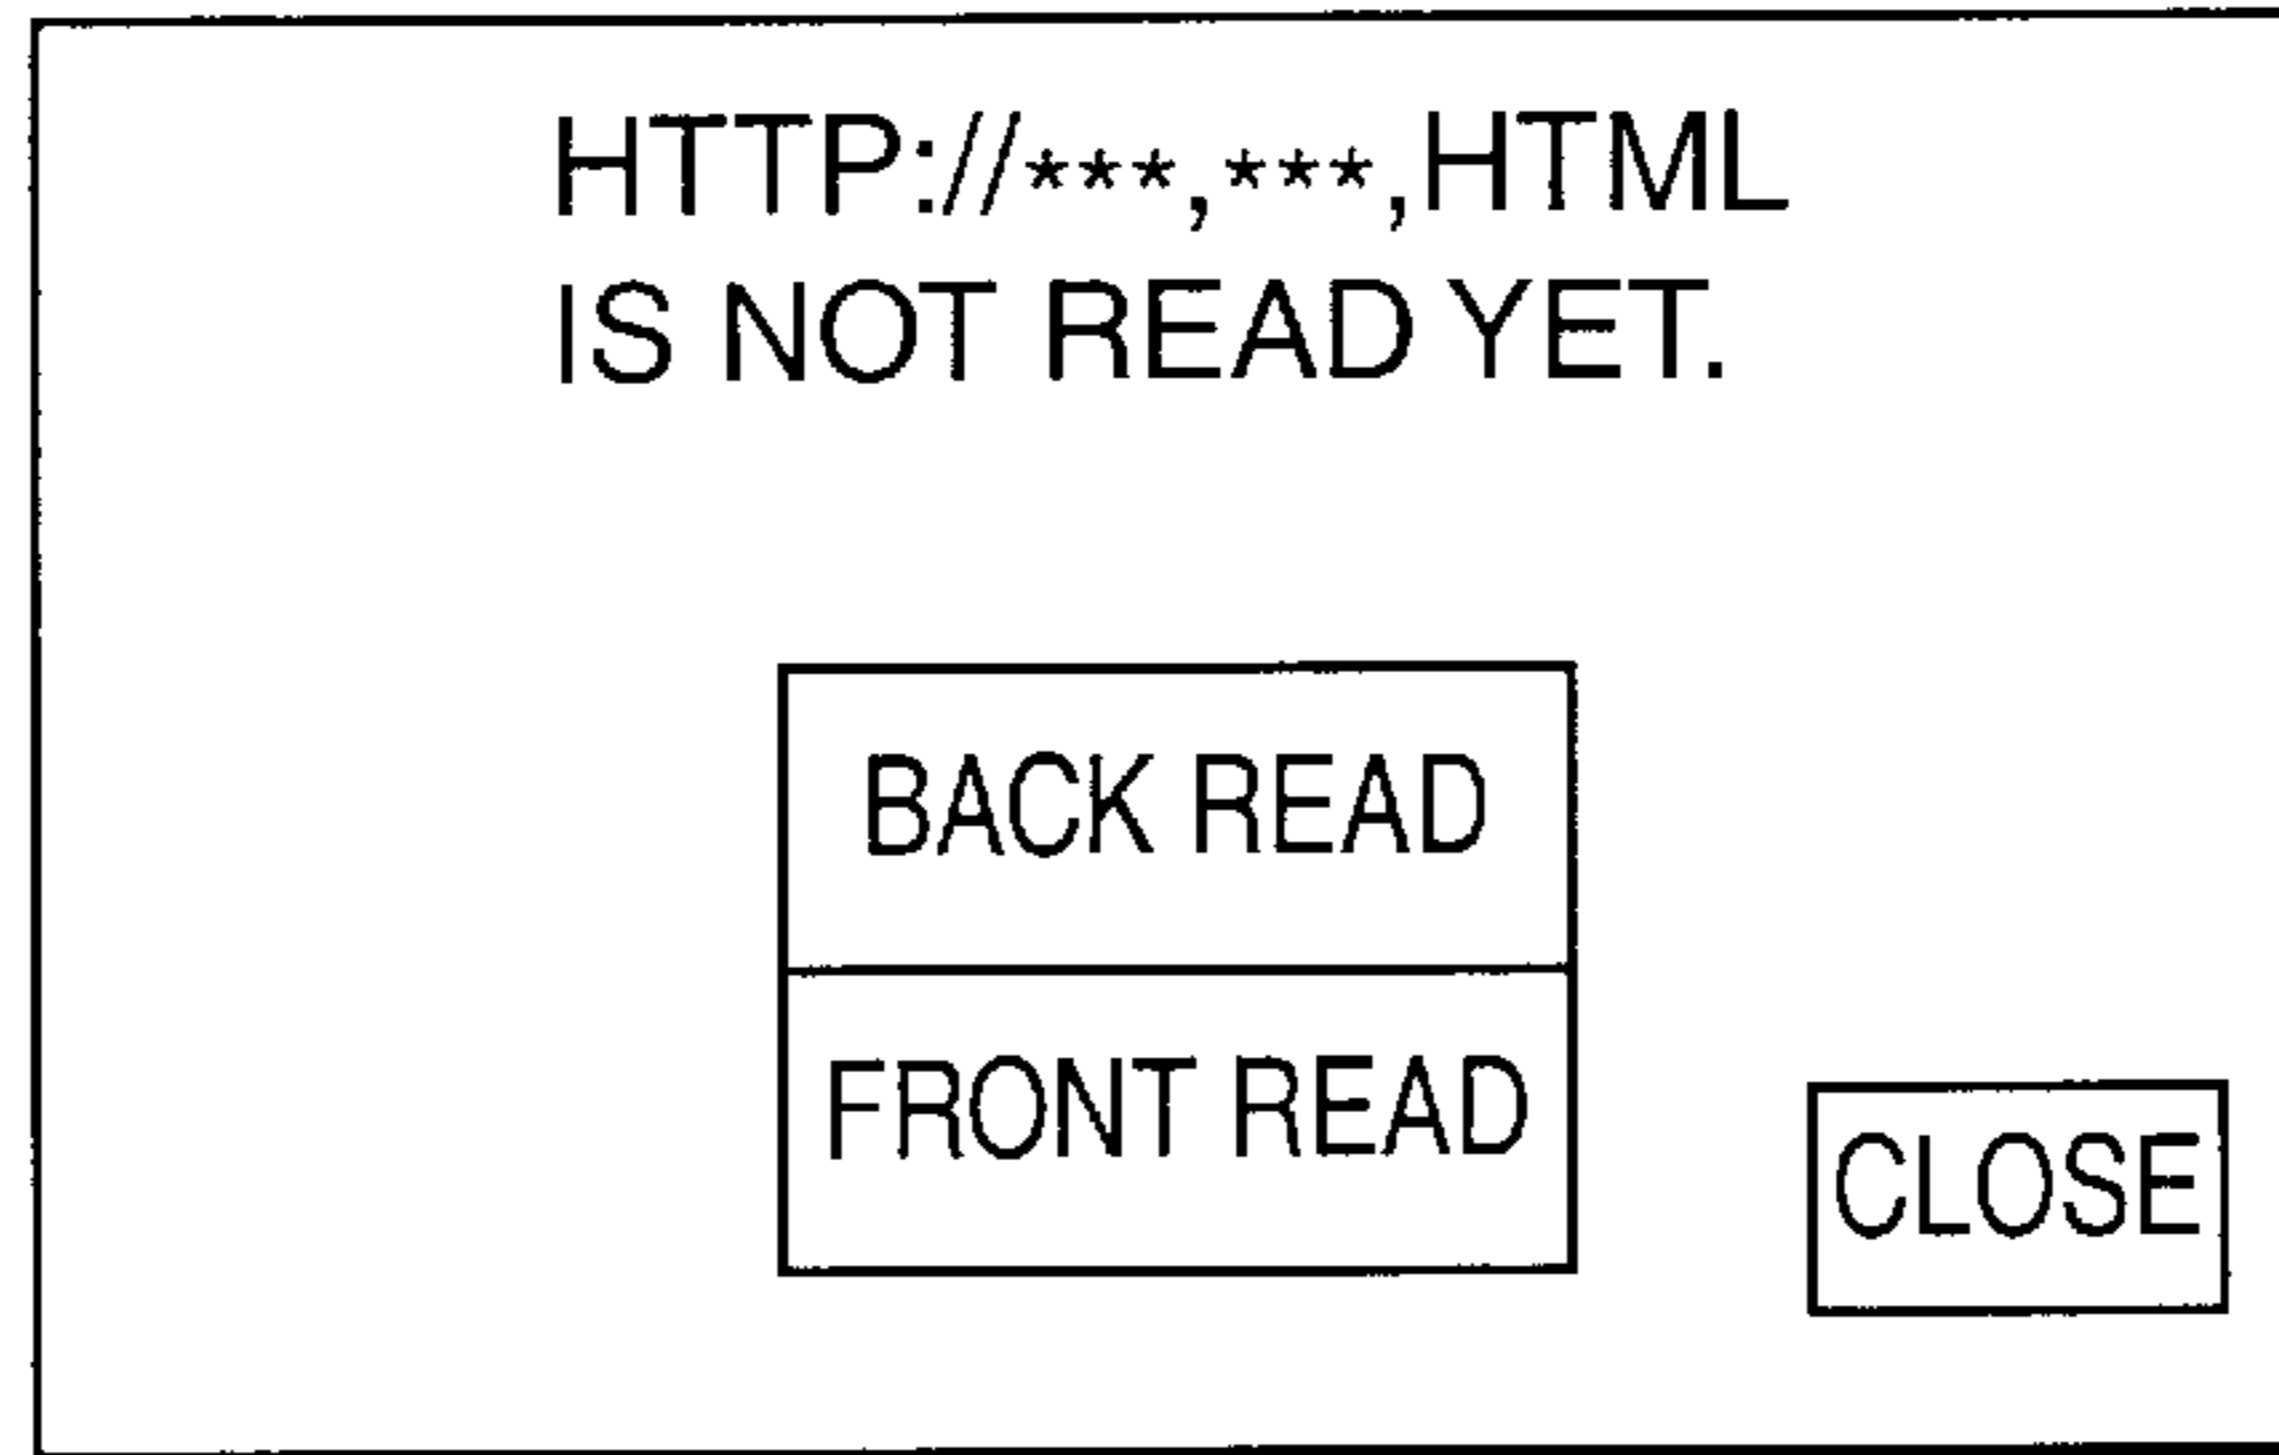 HTTP://***,***,HTML
IS NOT READ YET.
BACK READ
FRONT READ
CLOSE